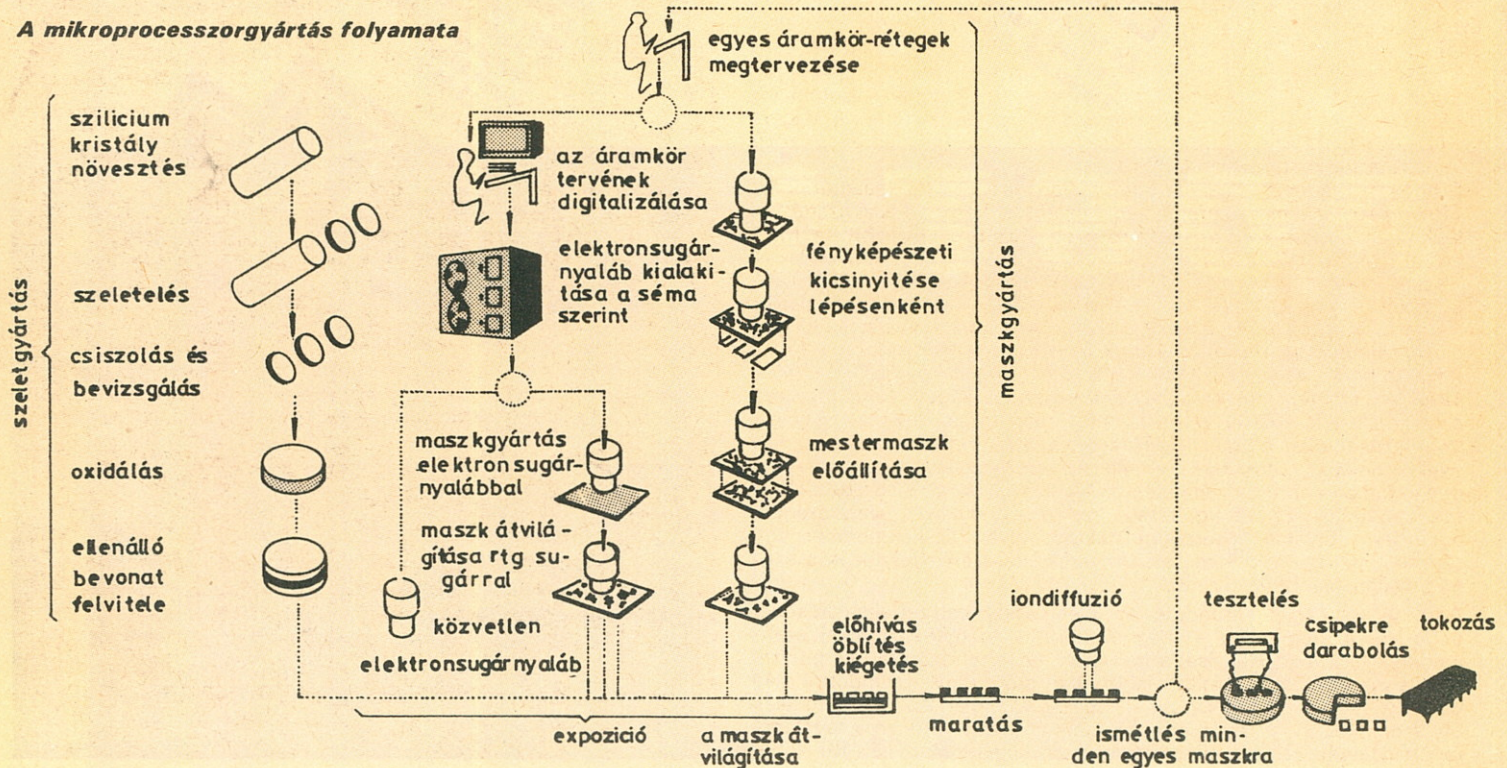 A mikroprocesszorgyártás folyamata
egyes áramkör-rétegek
megtervezése
szeletgyártás
szilicium
kristály
növesztés
szeletelés
csiszolás és
bevizsgálás
oxidálás
ellenálló
bevonat
felvitele
az áramkör
tervének
digitalizálása
elektronsugár-
nyaláb kialaki-
tása a séma
szerint
maszkgyártás
elektronsugár-
nyalábbal
maszk átvilá-
gítása rtg su-
gárral
közvetlen
elektronsugárnyaláb
fényképészeti
kicsinyitése
lépésenként
mestermaszk
előállítása
maszkgyártás
expozició
a maszk át-
világítása
előhívás
öblítés
kiégetés
maratás
iondiffuzió
ismétlés min-
den egyes maszkra
tesztelés
csipekre
darabolás
tokozás